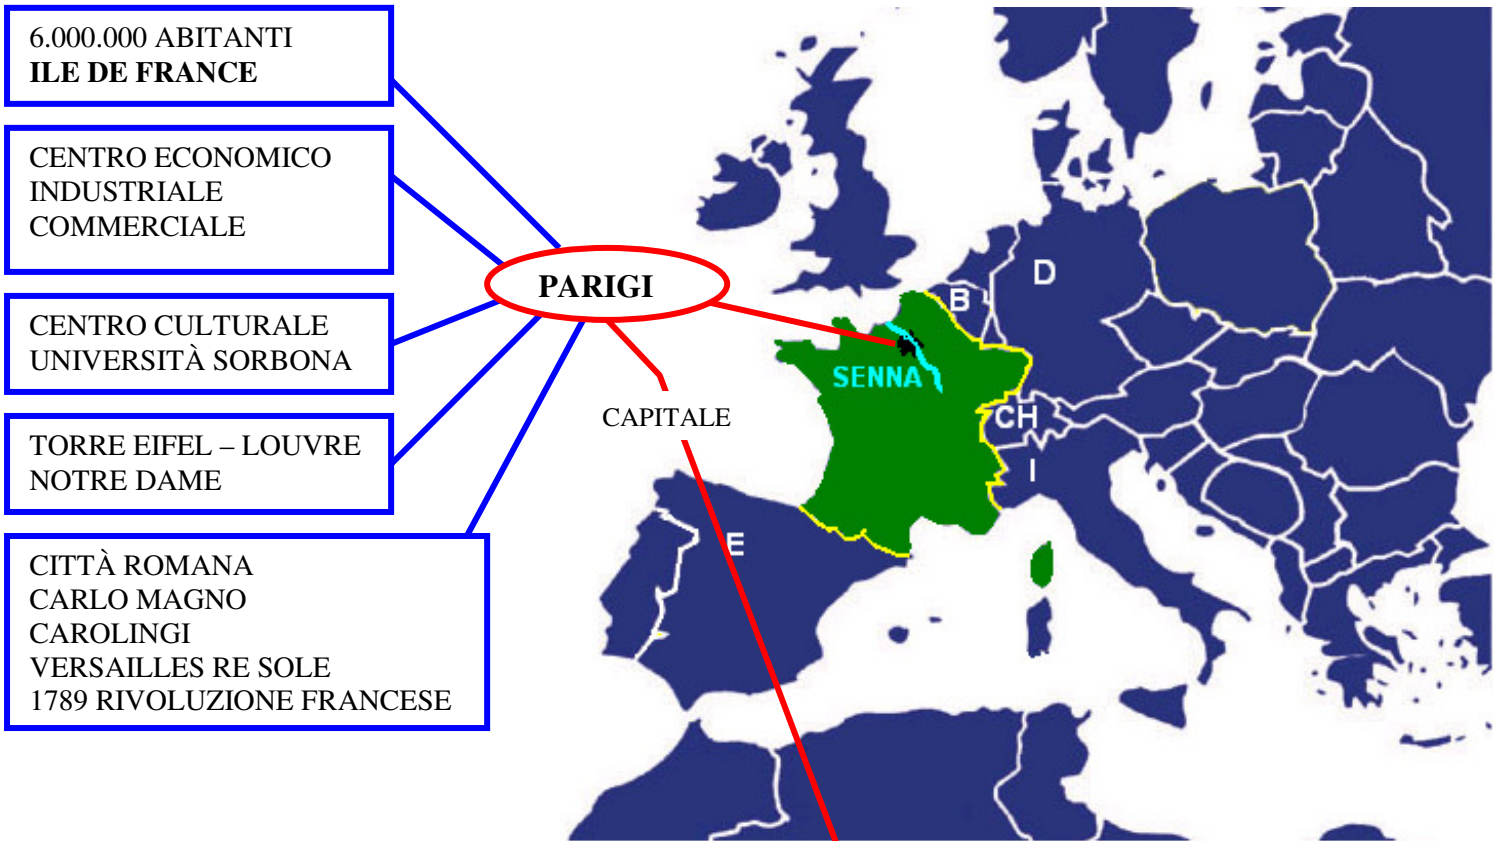 6.000.000 ABITANTI
ILE DE FRANCE
CENTRO ECONOMICO
INDUSTRIALE
COMMERCIALE
CENTRO CULTURALE
UNIVERSITÀ SORBONA
TORRE EIFEL – LOUVRE
NOTRE DAME
CITTÀ ROMANA
CARLO MAGNO
CAROLINGI
VERSAILLES RE SOLE
1789 RIVOLUZIONE FRANCESE
PARIGI
CAPITALE
D
B
SENNA
CH
I
E